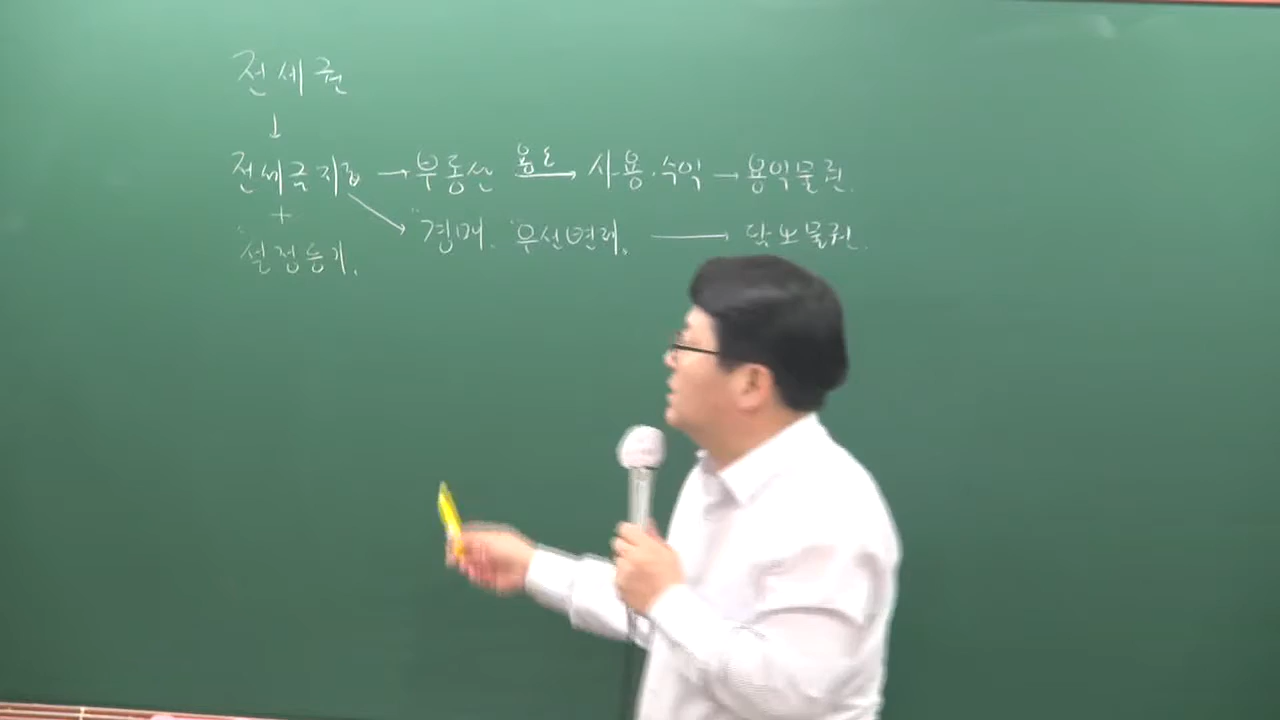 전세권
↓
전세금지급 → 부동산 용도 → 사용·수익 → 용익물권.
+ ↘ "경매. "우선변제. → 담보물권.
"설정등기.